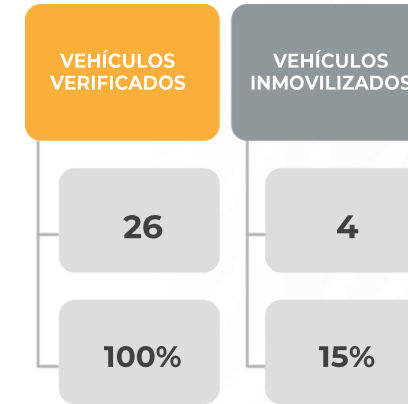 VEHÍCULOS
VERIFICADOS
26
100%
VEHÍCULOS
INMOVILIZADOS
4
15%